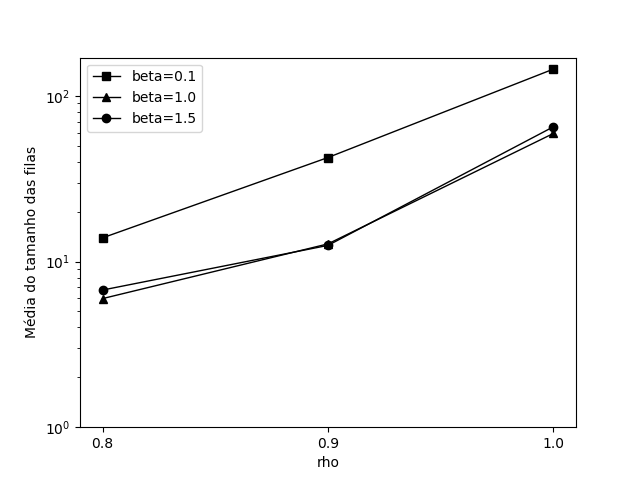 beta=0.1
beta=1.0
beta=1.5
Média do tamanho das filas
10²
10¹
10⁰
0.8 0.9 1.0
rho